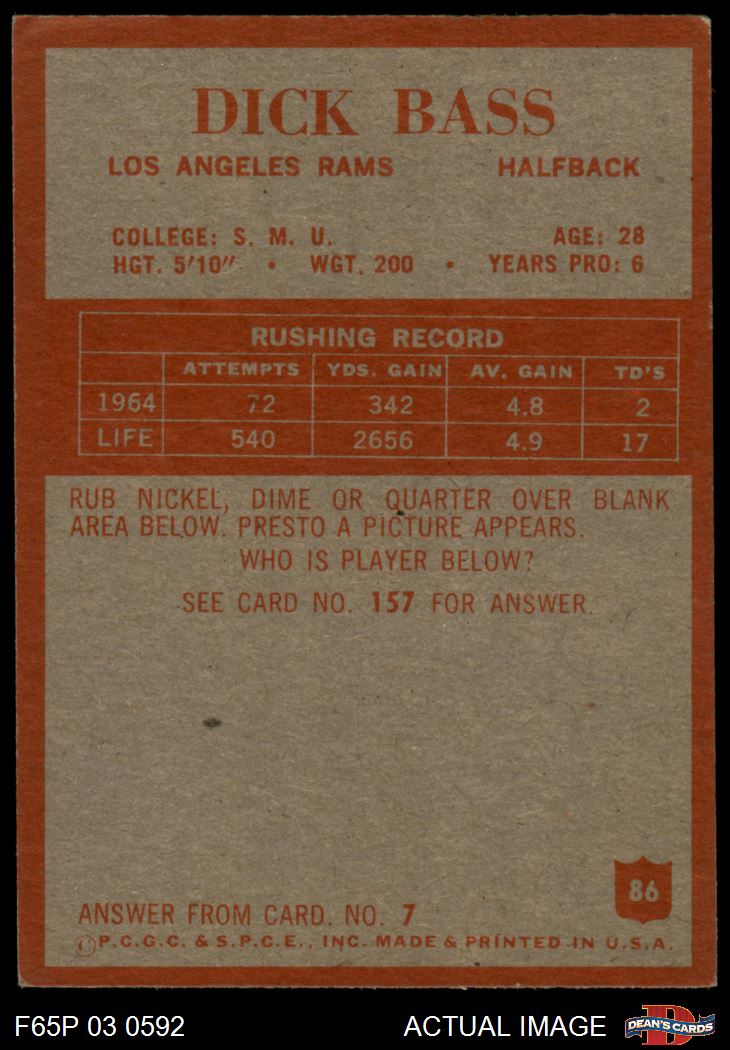 DICK BASS
LOS ANGELES RAMS HALFBACK
COLLEGE: S. M. U. AGE: 28
HGT. 5'10" • WGT. 200 • YEARS PRO: 6
RUSHING RECORD
ATTEMPTS YDS. GAIN AV. GAIN TD'S
1964 72 342 4.8 2
LIFE 540 2656 4.9 17
RUB NICKEL, DIME OR QUARTER OVER BLANK
AREA BELOW. PRESTO A PICTURE APPEARS.
WHO IS PLAYER BELOW?
SEE CARD NO. 157 FOR ANSWER.
86
ANSWER FROM CARD. NO. 7
©P.C.G.C. & S.P.C.E., INC. MADE & PRINTED IN U.S.A.
F65P 03 0592 ACTUAL IMAGE
D
DEAN'S CARDS